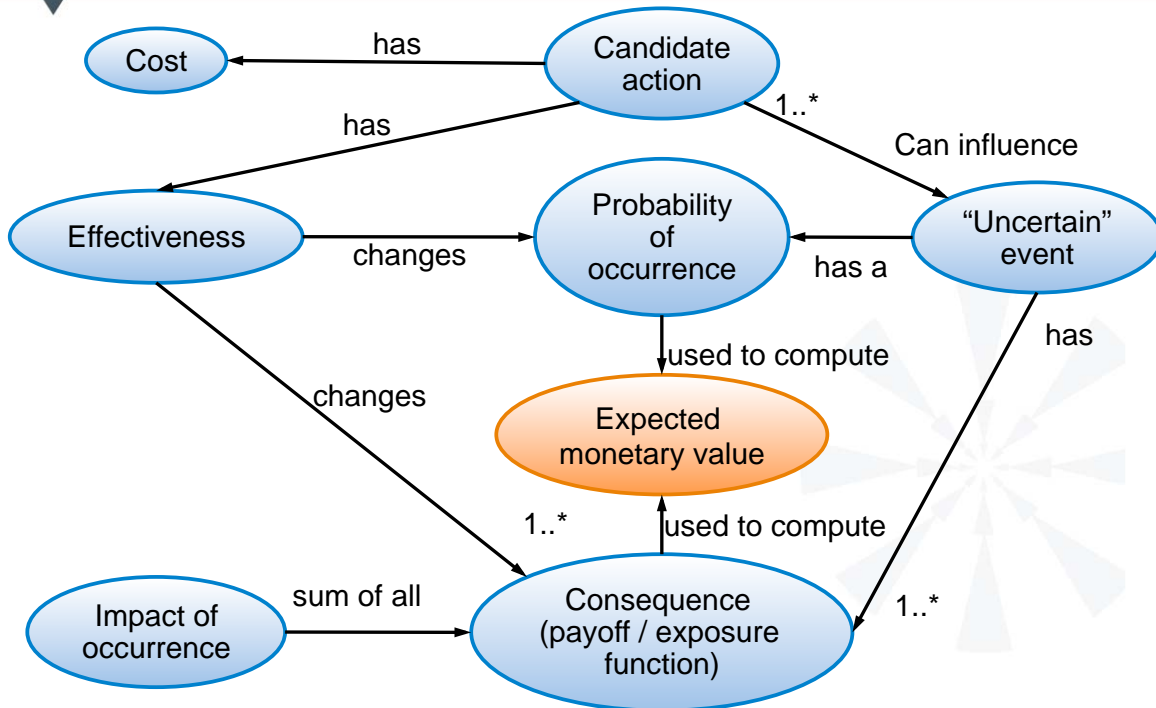 Cost
has
Candidate
action
has
1..*
Can influence
Effectiveness
changes
Probability
of
occurrence
has a
“Uncertain”
event
has
used to compute
changes
Expected
monetary value
1..*
used to compute
Impact of
occurrence
sum of all
Consequence
(payoff / exposure
function)
1..*